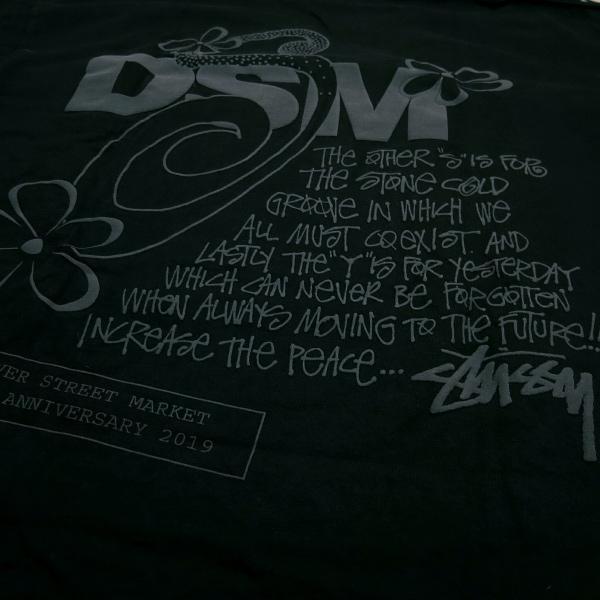 DSM
THE OTHER "S" IS FOR
THE STONE COLD
GROOVE IN WHICH WE
ALL MUST COEXIST. AND
LASTLY THE "Y" IS FOR YESTERDAY
WHICH CAN NEVER BE FORGOTTEN
WHEN ALWAYS MOVING TO THE FUTURE!!
INCREASE THE PEACE...
STÜSSY
VER STREET MARKET
ANNIVERSARY 2019